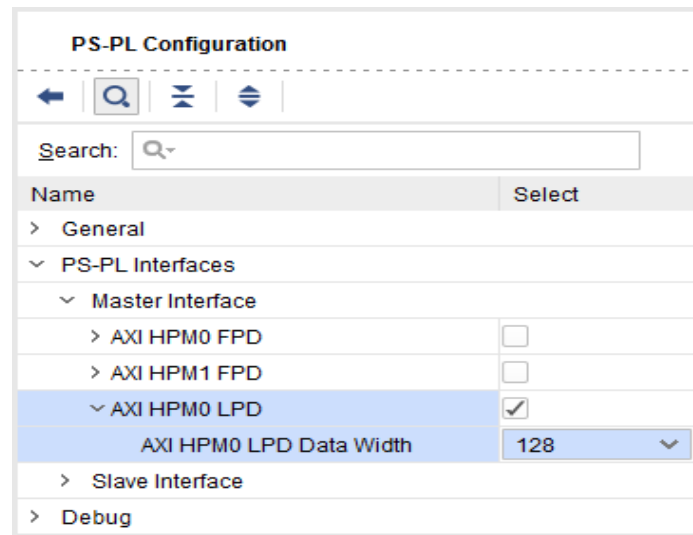 PS-PL Configuration
Search:
Name Select
General
PS-PL Interfaces
Master Interface
AXI HPM0 FPD
AXI HPM1 FPD
AXI HPM0 LPD
AXI HPM0 LPD Data Width 128
Slave Interface
Debug